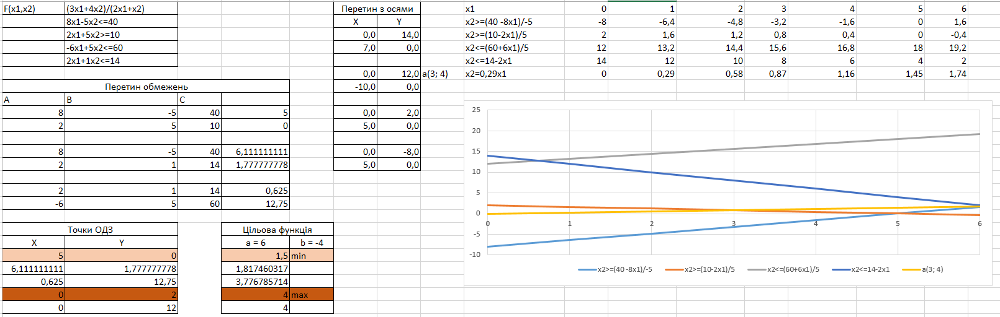 F(x1,x2) (3x1+4x2)/(2x1+x2) Перетин з осями x1 0 1 2 3 4 5 6
8x1-5x2<=40 X Y x2>=(40 -8x1)/-5 -8 -6,4 -4,8 -3,2 -1,6 0 1,6
2x1+5x2>=10 0,0 14,0 x2>=(10-2x1)/5 2 1,6 1,2 0,8 0,4 0 -0,4
-6x1+5x2<=60 7,0 0,0 x2<=(60+6x1)/5 12 13,2 14,4 15,6 16,8 18 19,2
2x1+1x2<=14 x2<=14-2x1 14 12 10 8 6 4 2
0,0 12,0 a(3; 4) x2=0,29x1 0 0,29 0,58 0,87 1,16 1,45 1,74
Перетин обмежень -10,0 0,0
A B C
8 -5 40 5 0,0 2,0
2 5 10 0 5,0 0,0
8 -5 40 6,111111111 0,0 -8,0
2 1 14 1,777777778 5,0 0,0
2 1 14 0,625
-6 5 60 12,75
Точки ОДЗ Цільова функція
X Y a = 6 b = -4
5 0 1,5 min
6,111111111 1,777777778 1,817460317
0,625 12,75 3,776785714
0 2 4 max
0 12 4
25
20
15
10
5
0
-5
-10
0 1 2 3 4 5 6
x2>=(40 -8x1)/-5 x2>=(10-2x1)/5 x2<=(60+6x1)/5 x2<=14-2x1 a(3; 4)